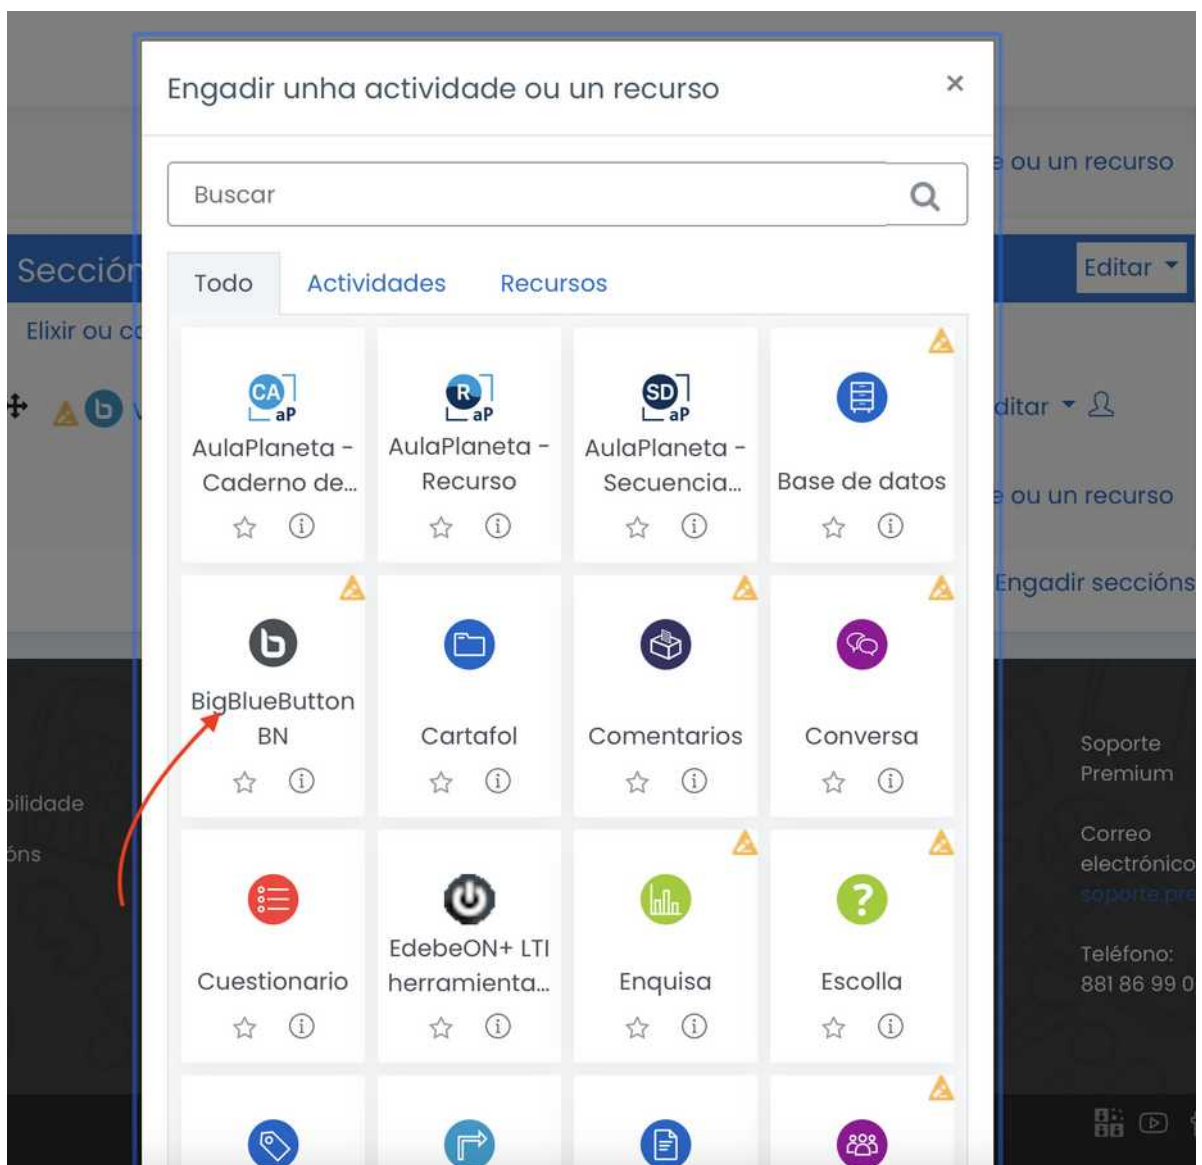 Engadir unha actividade ou un recurso
×
e ou un recurso
Buscar
Sección
Editar
Todo
Actividades
Recursos
Elixir ou co
CA
aP
R
aP
SD
aP
AulaPlaneta -
Caderno de...
AulaPlaneta -
Recurso
AulaPlaneta -
Secuencia...
Base de datos
ditar
e ou un recurso
Engadir seccións
b
BigBlueButton
BN
Cartafol
Comentarios
Conversa
Soporte
Premium
bilidade
óns
Correo
electrónico
soporte.pre
Cuestionario
EdebeON+ LTI
herramienta...
Enquisa
?
Escolla
Teléfono:
881 86 99 0